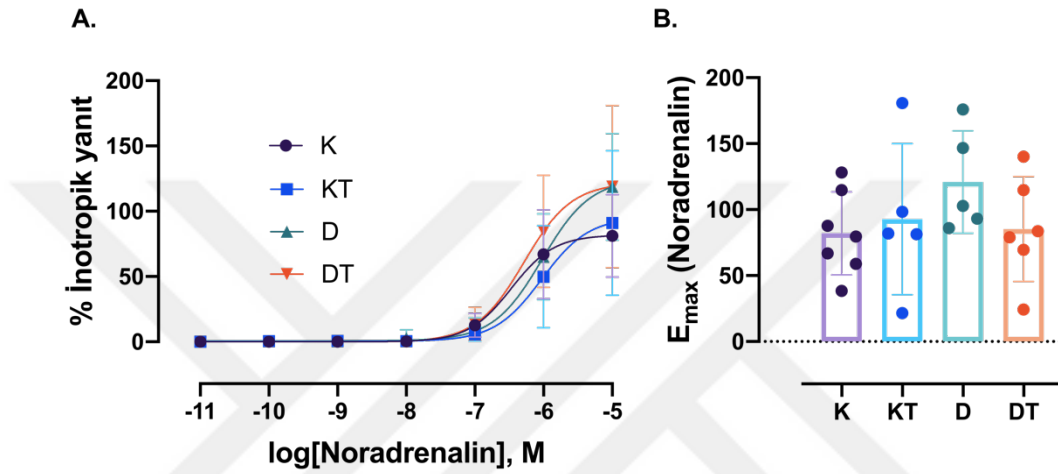 A.
% İnotropik yanıt
200
150
100
50
0
K
KT
D
DT
-11 -10 -9 -8 -7 -6 -5
log[Noradrenalin], M
B.
Emax (Noradrenalin)
200
150
100
50
0
K KT D DT